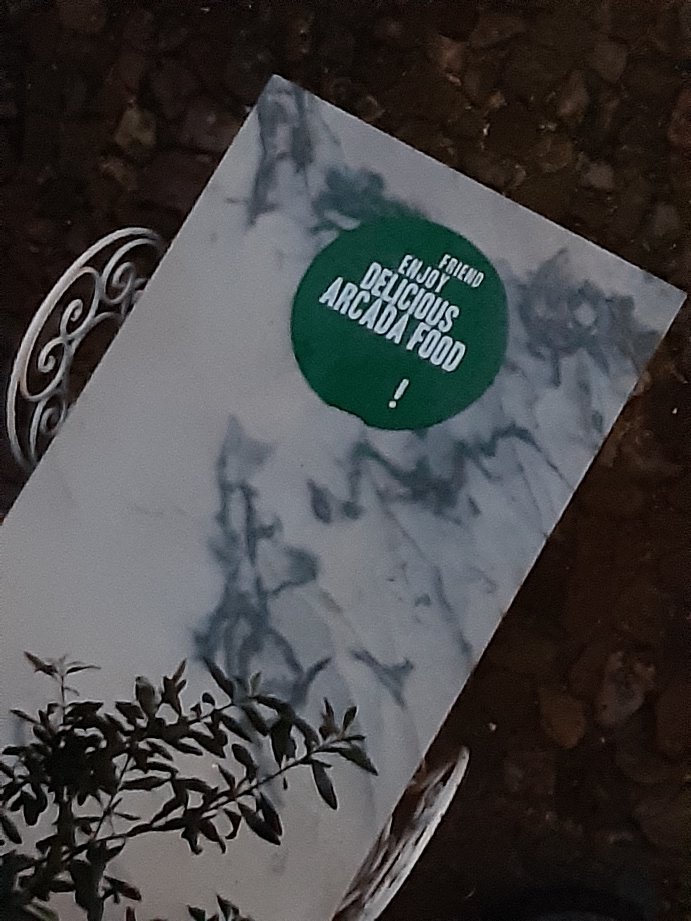 FRIEND
ENJOY
DELICIOUS
ARCADA FOOD
!